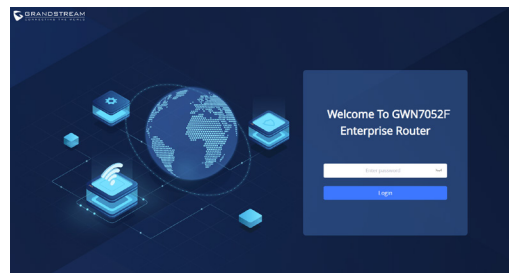 GRANDSTREAM
CONNECTING THE WORLD
Welcome To GWN7052F
Enterprise Router
Enter password
Login